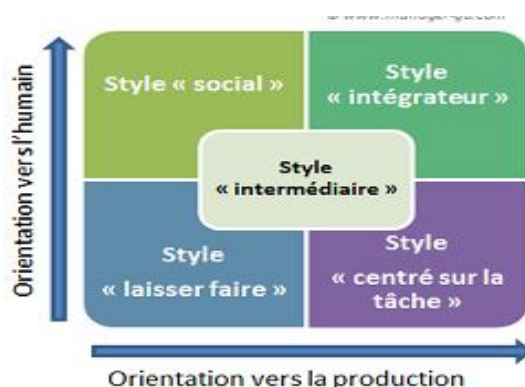 Style « social »
Style
« intégrateur »
Style
« intermédiaire »
Style
« laisser faire »
Style
« centré sur la
tâche »
Orientation vers l'humain
Orientation vers la production